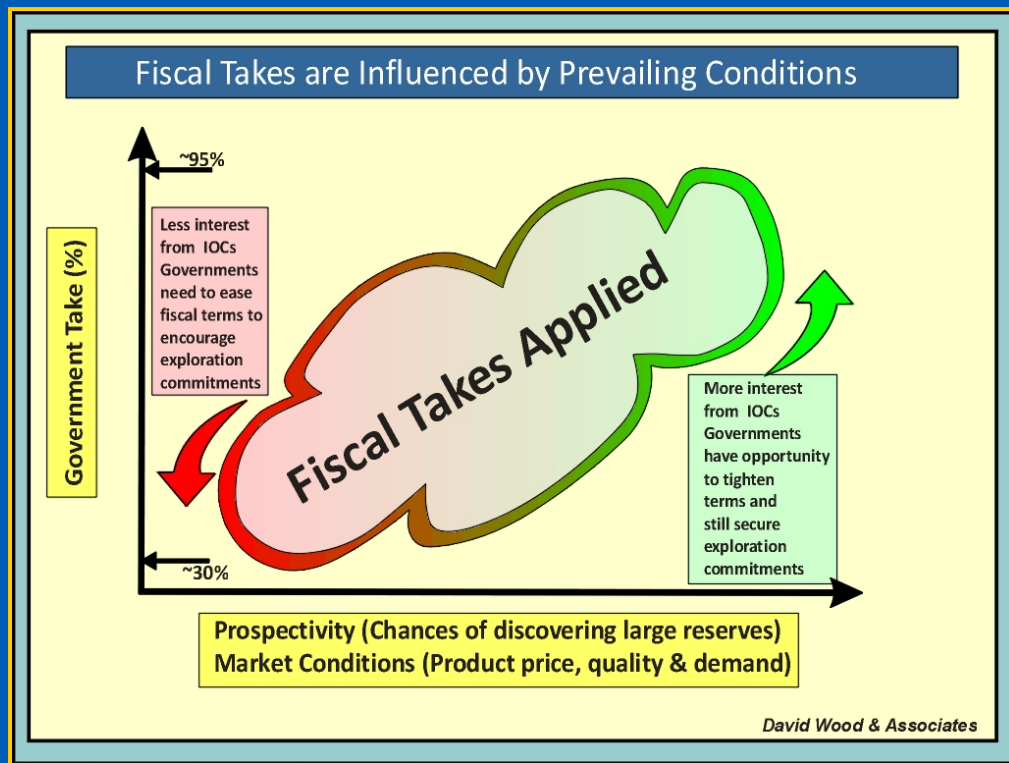 Fiscal Takes are Influenced by Prevailing Conditions
~95%
Less interest
from IOCs
Governments
need to ease
fiscal terms to
encourage
exploration
commitments
Government Take (%)
Fiscal Takes Applied
More interest
from IOCs
Governments
have opportunity
to tighten
terms and
still secure
exploration
commitments
~30%
Prospectivity (Chances of discovering large reserves)
Market Conditions (Product price, quality & demand)
David Wood & Associates